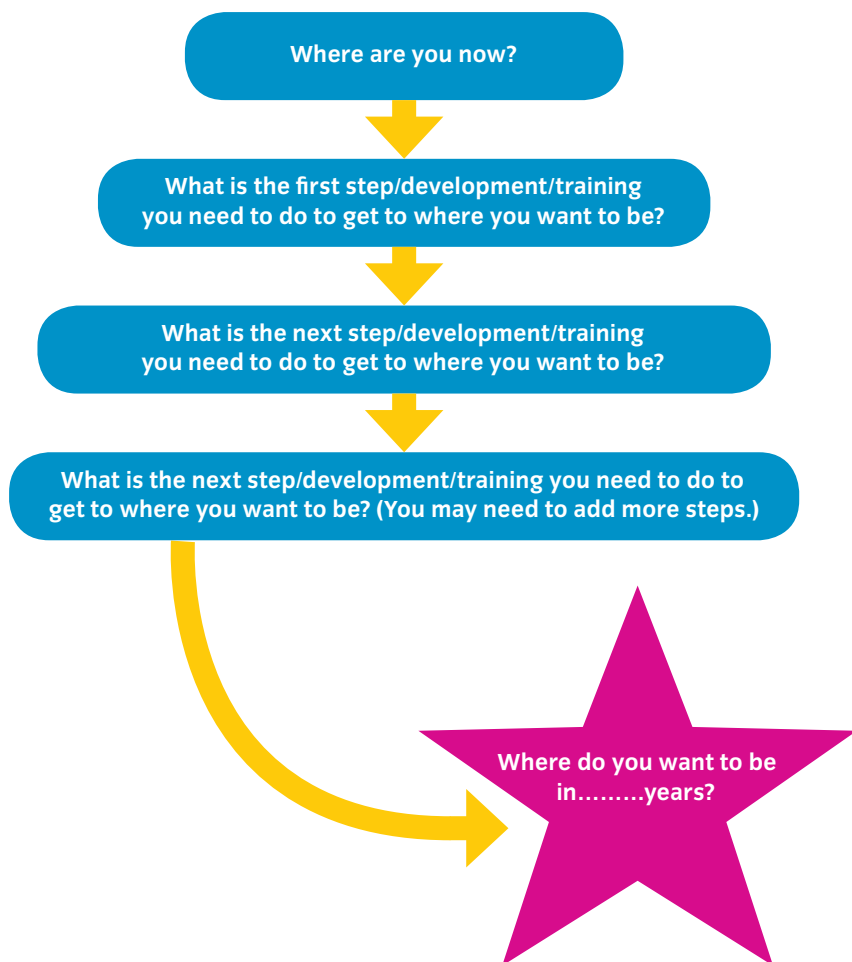 Where are you now?
What is the first step/development/training
you need to do to get to where you want to be?
What is the next step/development/training
you need to do to get to where you want to be?
What is the next step/development/training you need to do to
get to where you want to be? (You may need to add more steps.)
Where do you want to be
in.........years?